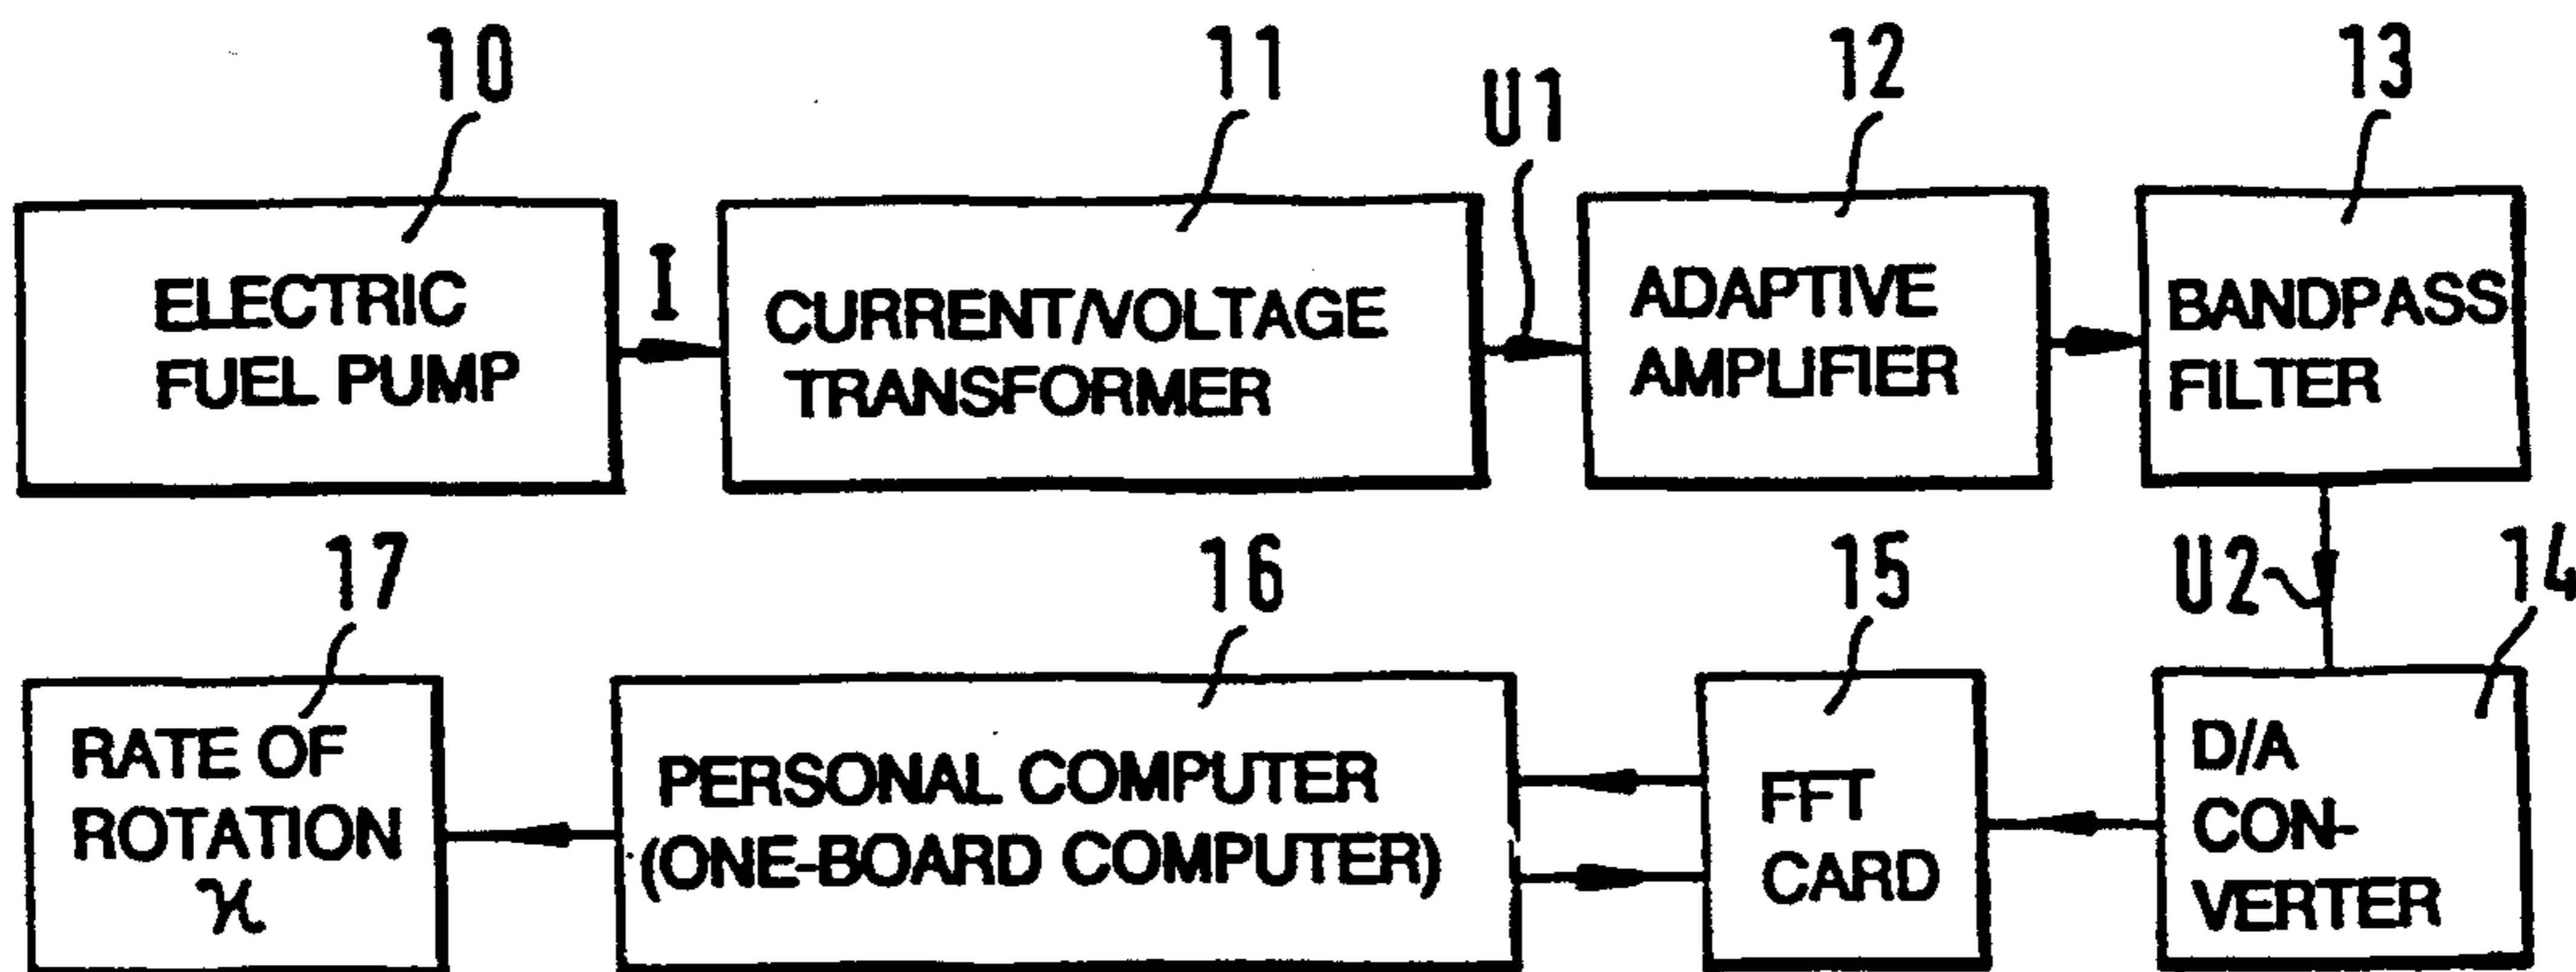 10
11
12
13
U1
I
ELECTRIC
FUEL PUMP
CURRENT/VOLTAGE
TRANSFORMER
ADAPTIVE
AMPLIFIER
BANDPASS
FILTER
17
16
15
U2
14
RATE OF
ROTATION
n
PERSONAL COMPUTER
(ONE-BOARD COMPUTER)
FFT
CARD
D/A
CON-
VERTER